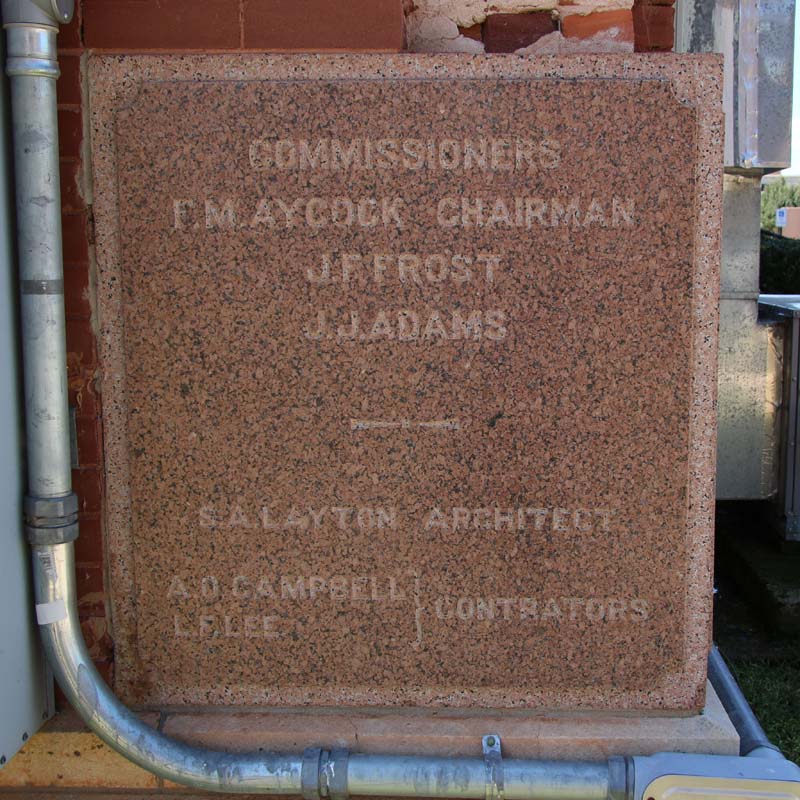 COMMISSIONERS
F.M.AYCOCK CHAIRMAN
J.F.FROST
J.J.ADAMS
S.A.LAYTON ARCHITECT
A.O.CAMPBELL
L.F.LEE
CONTRATORS